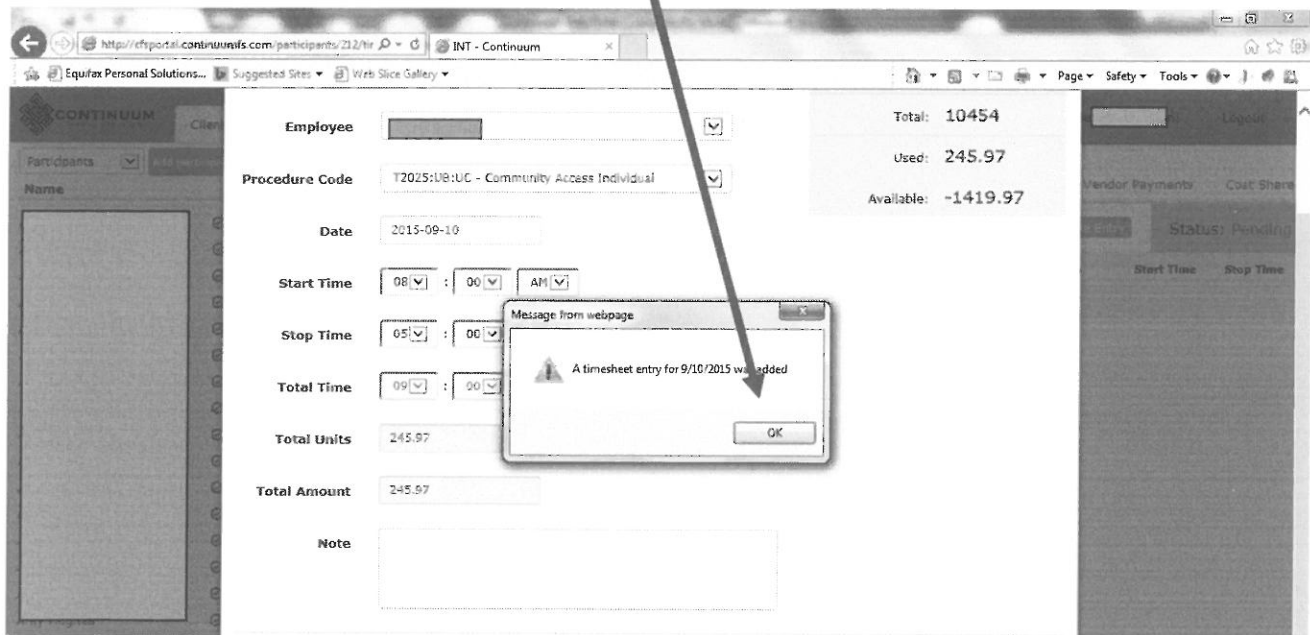 http://cfsportal.continuumfs.com/participants/212/tir
INT - Continuum
Equifax Personal Solutions...
Suggested Sites
Web Slice Gallery
Page
Safety
Tools
CONTINUUM
Client
Logout
Participants
Name
Employee
Total: 10454
Procedure Code
T2025:UB:UC - Community Access Individual
Used: 245.97
Available: -1419.97
Vendor Payments
Cost Share
Date
2015-09-10
Entry
Status: Pending
Start Time
Stop Time
Start Time
08 : 00 AM
Message from webpage
Stop Time
05 : 00
A timesheet entry for 9/10/2015 was added
Total Time
09 : 00
OK
Total Units
245.97
Total Amount
245.97
Note